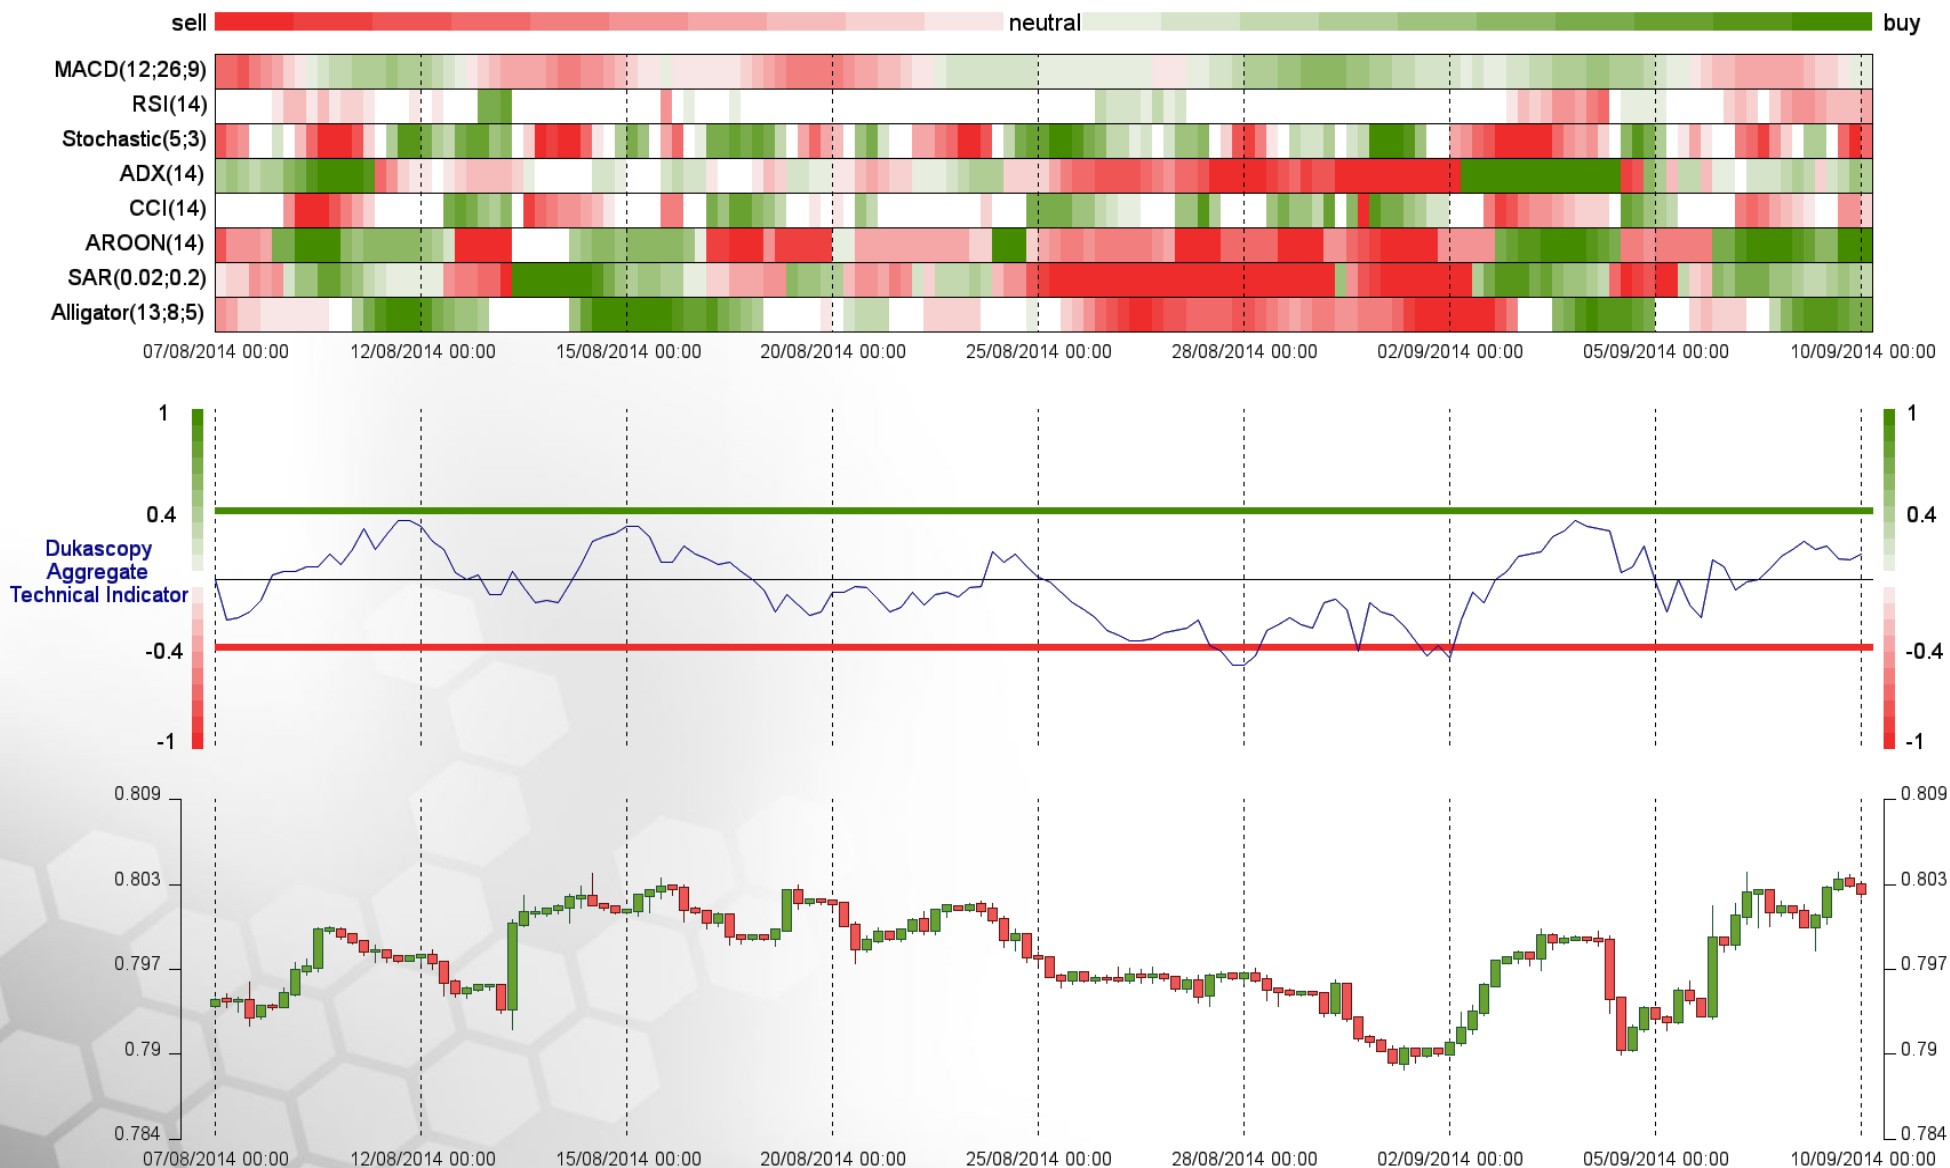 sell neutral buy
MACD(12;26;9)
RSI(14)
Stochastic(5;3)
ADX(14)
CCI(14)
AROON(14)
SAR(0.02;0.2)
Alligator(13;8;5)
07/08/2014 00:00 12/08/2014 00:00 15/08/2014 00:00 20/08/2014 00:00 25/08/2014 00:00 28/08/2014 00:00 02/09/2014 00:00 05/09/2014 00:00 10/09/2014 00:00
1 1
0.4 0.4
Dukascopy
Aggregate
Technical Indicator
-0.4 -0.4
-1 -1
0.809 0.809
0.803 0.803
0.797 0.797
0.79 0.79
0.784 0.784
07/08/2014 00:00 12/08/2014 00:00 15/08/2014 00:00 20/08/2014 00:00 25/08/2014 00:00 28/08/2014 00:00 02/09/2014 00:00 05/09/2014 00:00 10/09/2014 00:00